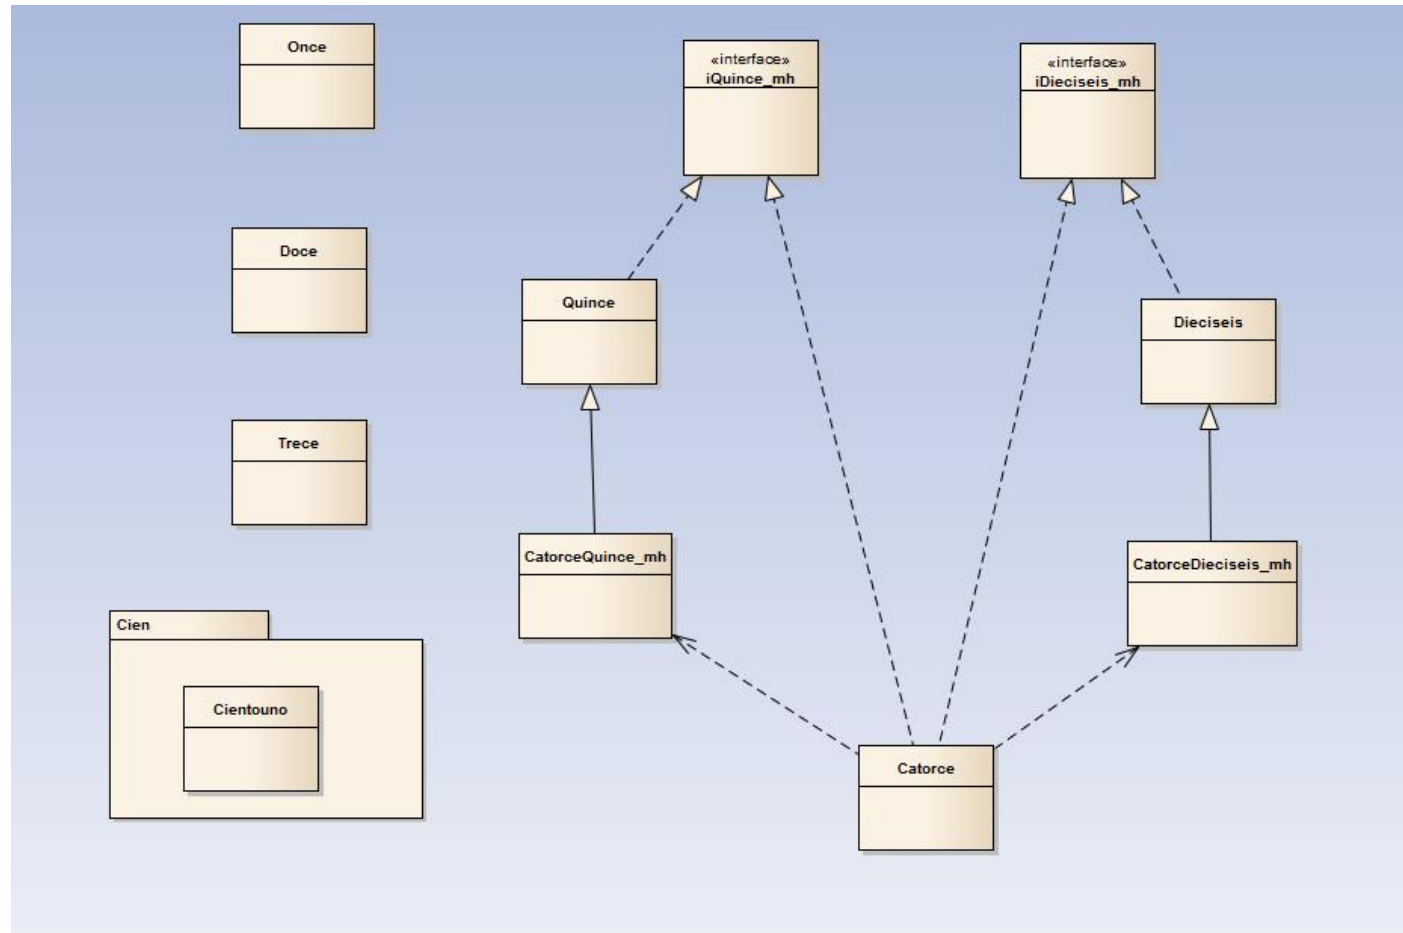 Once
«interface»
iQuince_mh
«interface»
iDieciseis_mh
Doce
Quince
Dieciseis
Trece
CatorceQuince_mh
CatorceDieciseis_mh
Cien
Cientouno
Catorce